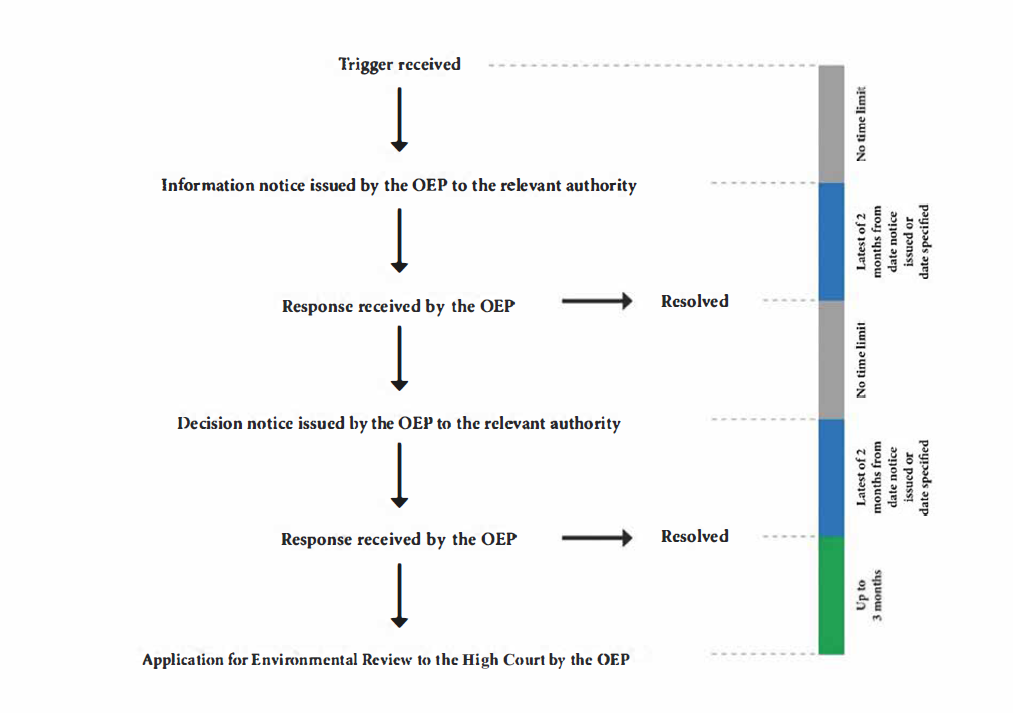 Trigger received
No time limit
Information notice issued by the OEP to the relevant authority
Latest of 2
months from
date notice
issued or
date specified
Response received by the OEP
Resolved
No time limit
Decision notice issued by the OEP to the relevant authority
Latest of 2
months from
date notice
issued or
date specified
Response received by the OEP
Resolved
Up to
3 months
Application for Environmental Review to the High Court by the OEP